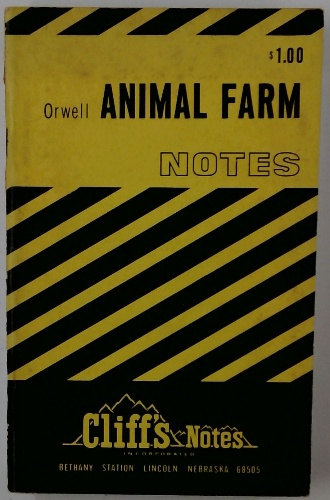 $1.00
Orwell ANIMAL FARM
NOTES
Cliff's Notes
INCORPORATED
BETHANY STATION LINCOLN NEBRASKA 68505